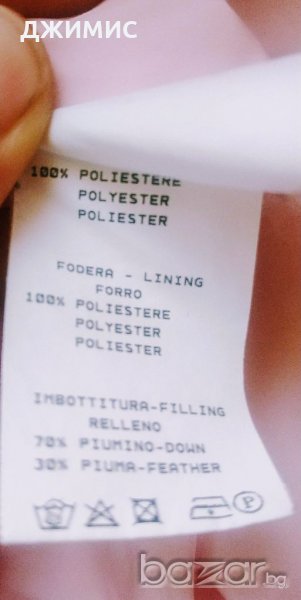 ДЖИМИС
100% POLIESTERE
POLYESTER
POLIESTER
FODERA - LINING
FORRO
100% POLIESTERE
POLYESTER
POLIESTER
IMBOTTITURA-FILLING
RELLENO
70% PIUMINO-DOWN
30% PIUMA-FEATHER
P
bazar.bg